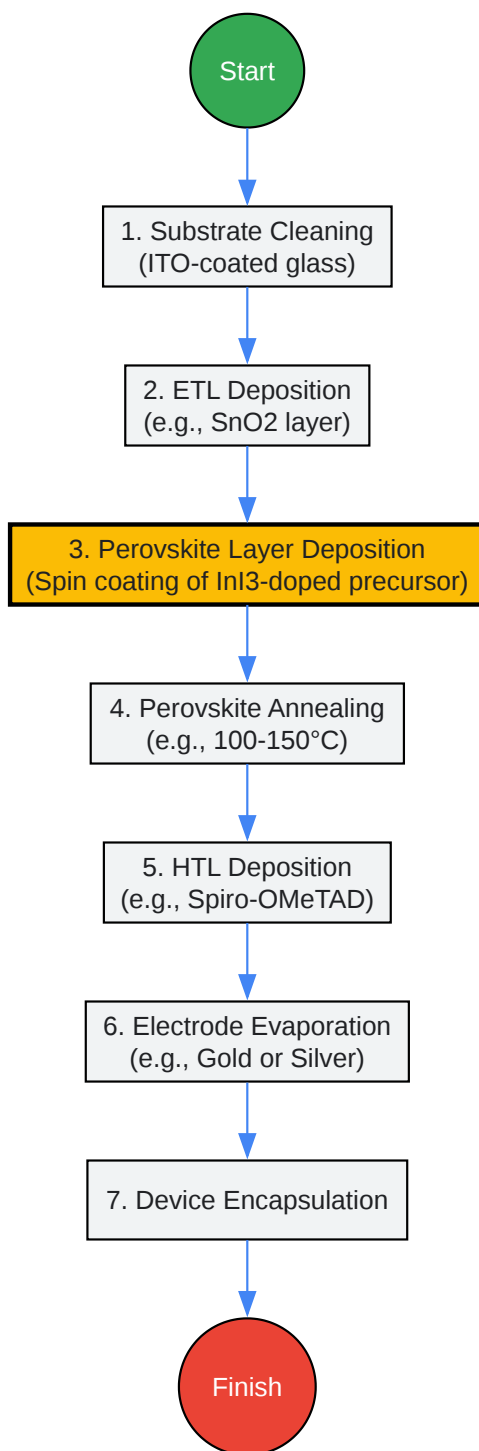 Start
1. Substrate Cleaning
(ITO-coated glass)
2. ETL Deposition
(e.g., SnO2 layer)
3. Perovskite Layer Deposition
(Spin coating of InI3-doped precursor)
4. Perovskite Annealing
(e.g., 100-150°C)
5. HTL Deposition
(e.g., Spiro-OMeTAD)
6. Electrode Evaporation
(e.g., Gold or Silver)
7. Device Encapsulation
Finish